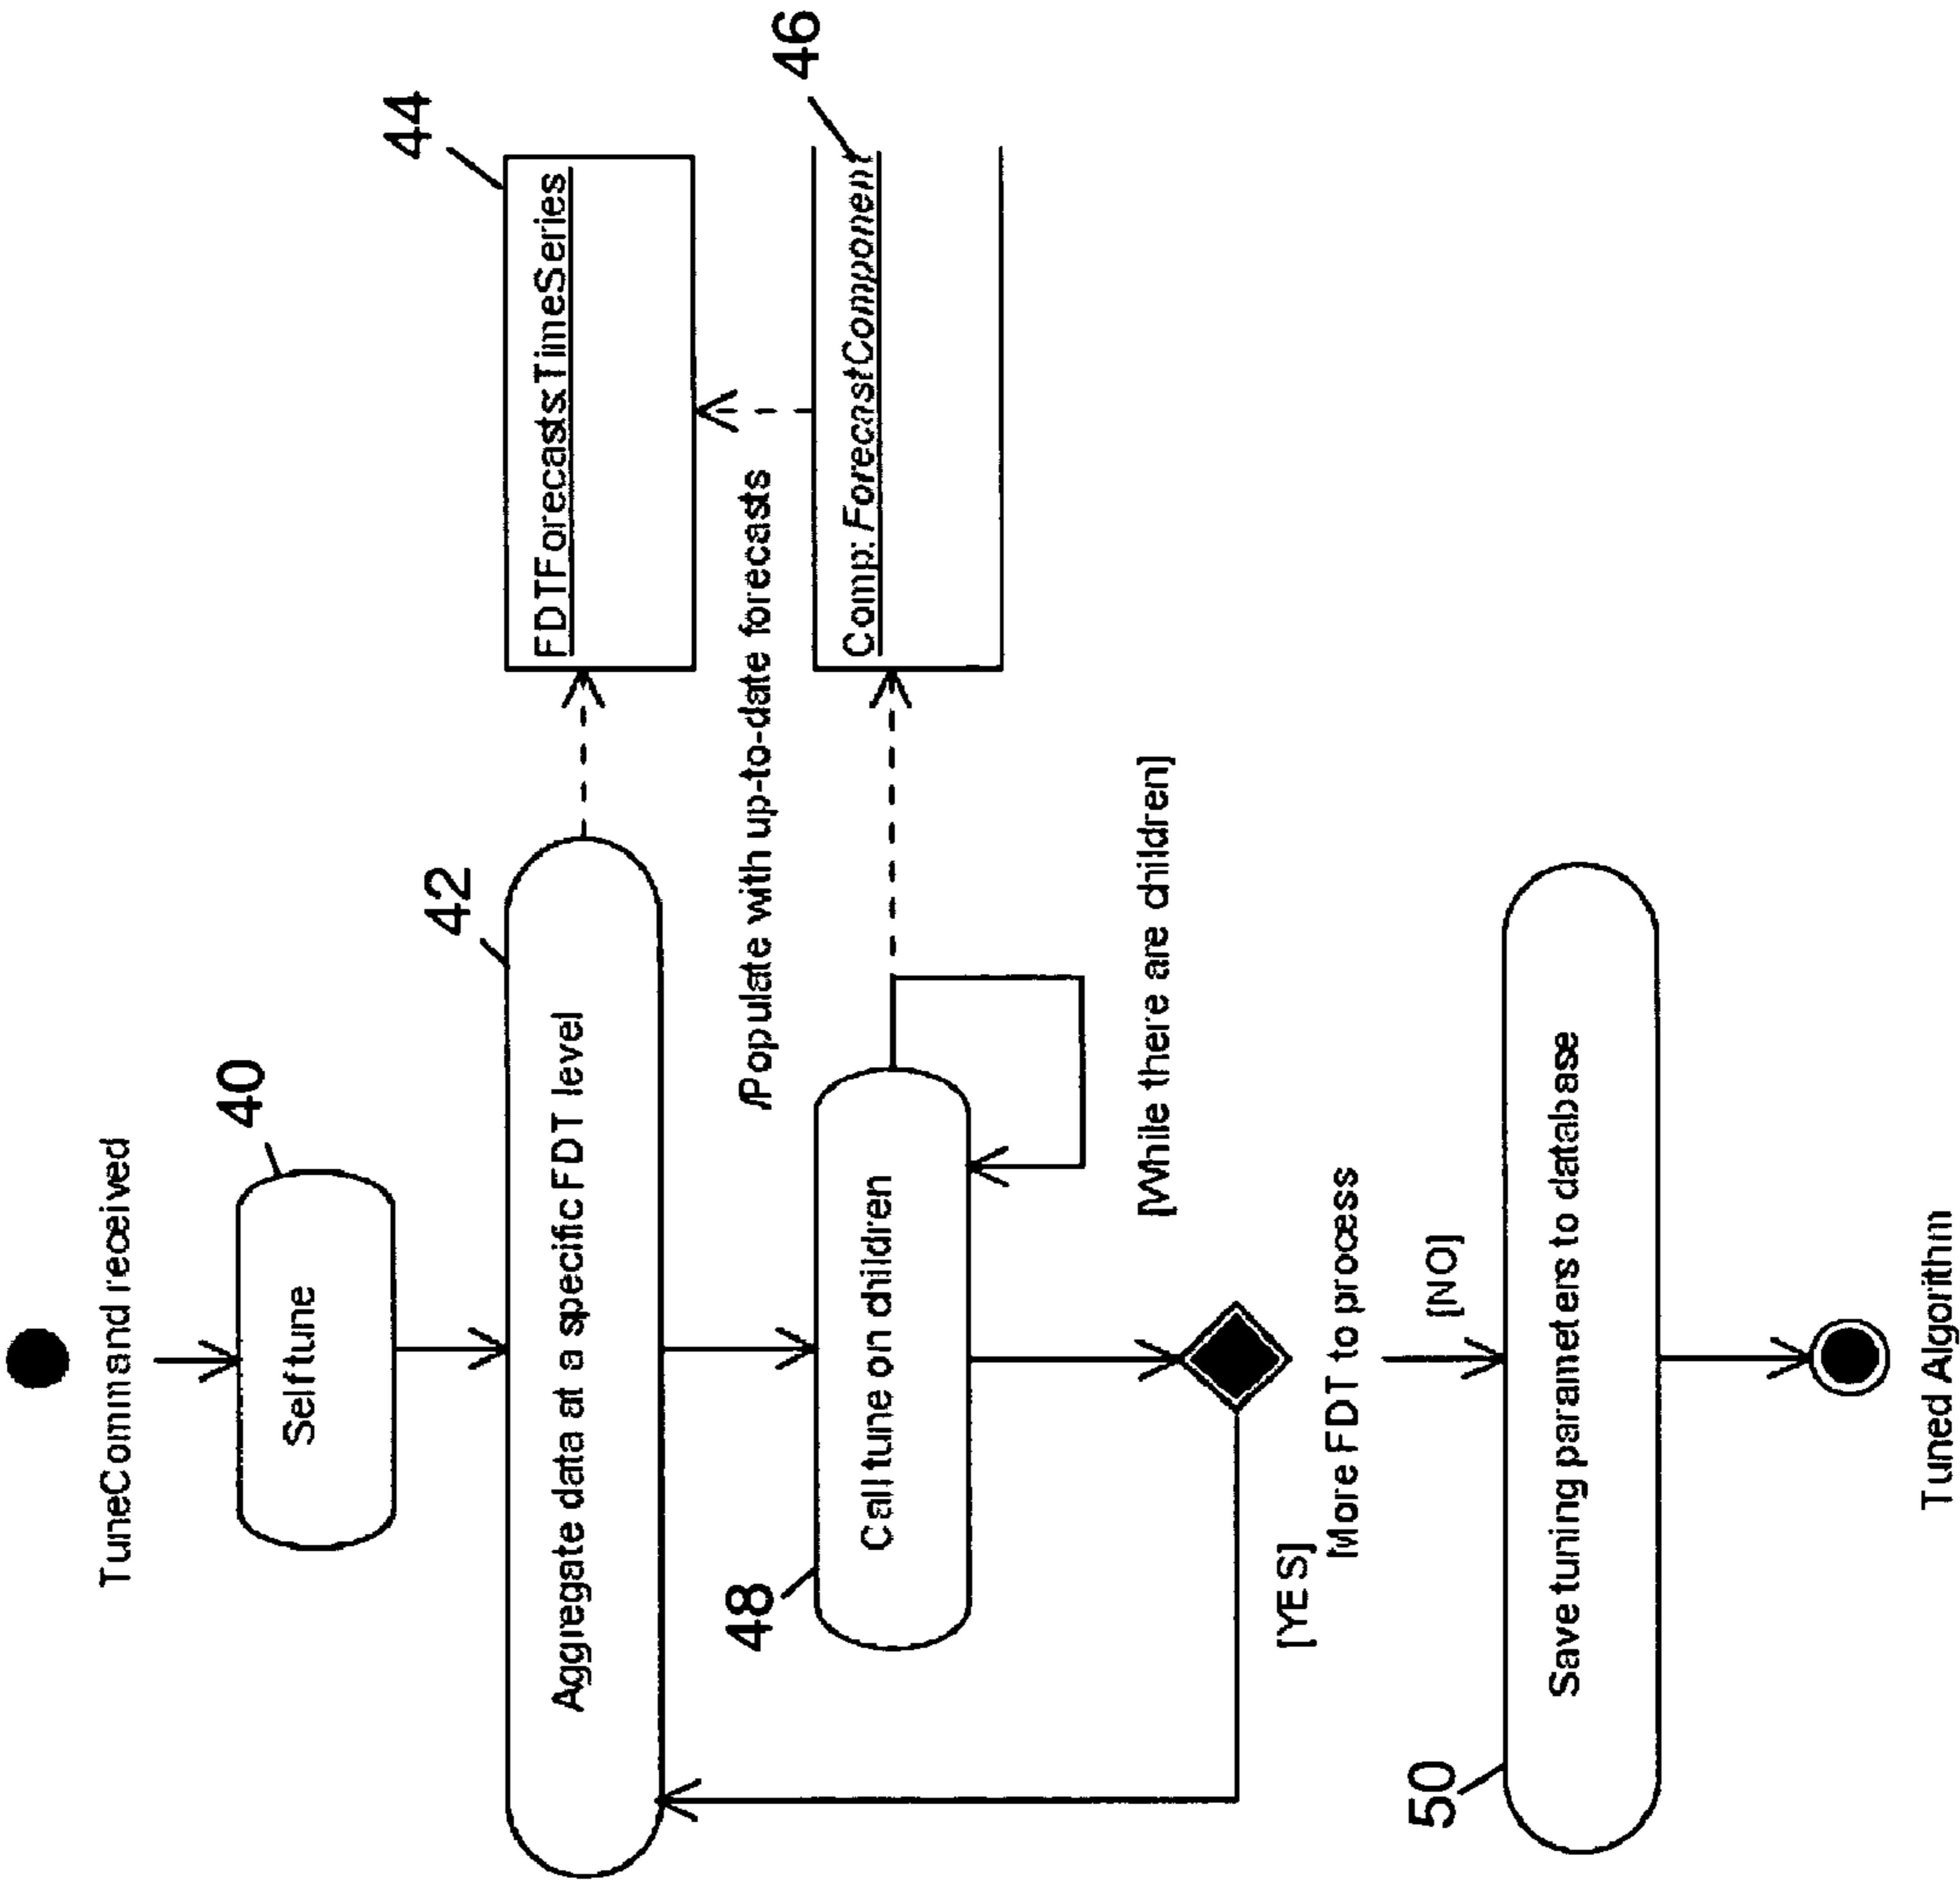 TuneCommand received
40
Self tune
42
Aggregate data at a specific FDT level
44
FDTForecasts:TimeSeries
/Populate with up-to-date forecasts
46
Comp: ForecastComponent
48
Call tune on children
[While there are children]
[YES]
[More FDT to process
[NO]
50
Save tuning parameters to database
Tuned Algorithm